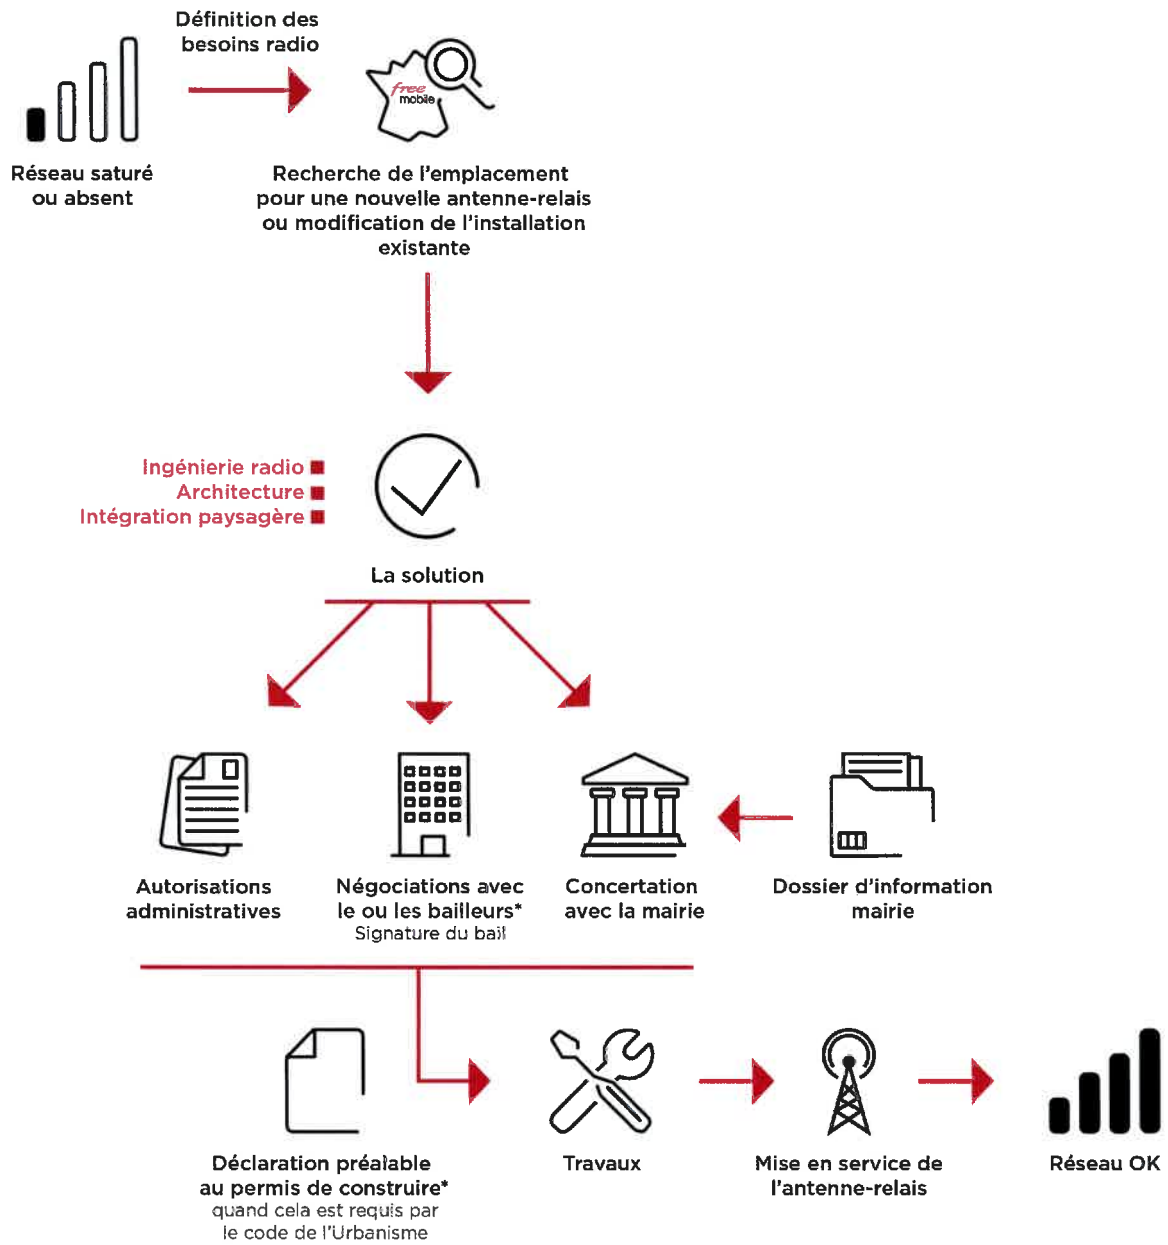 Définition des
besoins radio
free
mobile
Réseau saturé
ou absent
Recherche de l'emplacement
pour une nouvelle antenne-relais
ou modification de l'installation
existante
Ingénierie radio
Architecture
Intégration paysagère
La solution
Autorisations
administratives
Négociations avec
le ou les bailleurs*
Signature du bail
Concertation
avec la mairie
Dossier d'information
mairie
Déclaration préalable
au permis de construire*
quand cela est requis par
le code de l'Urbanisme
Travaux
Mise en service de
l'antenne-relais
Réseau OK